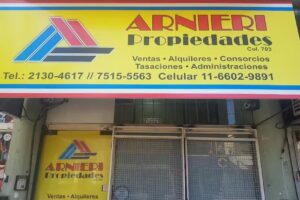 ARNIERI
Propiedades
Col. 703
Ventas • Alquileres • Consorcios
Tasaciones • Administraciones
Tel.: 2130-4617 // 7515-5563 Celular 11-6602-9891
ARNIERI
Propiedades
Ventas • Alquileres